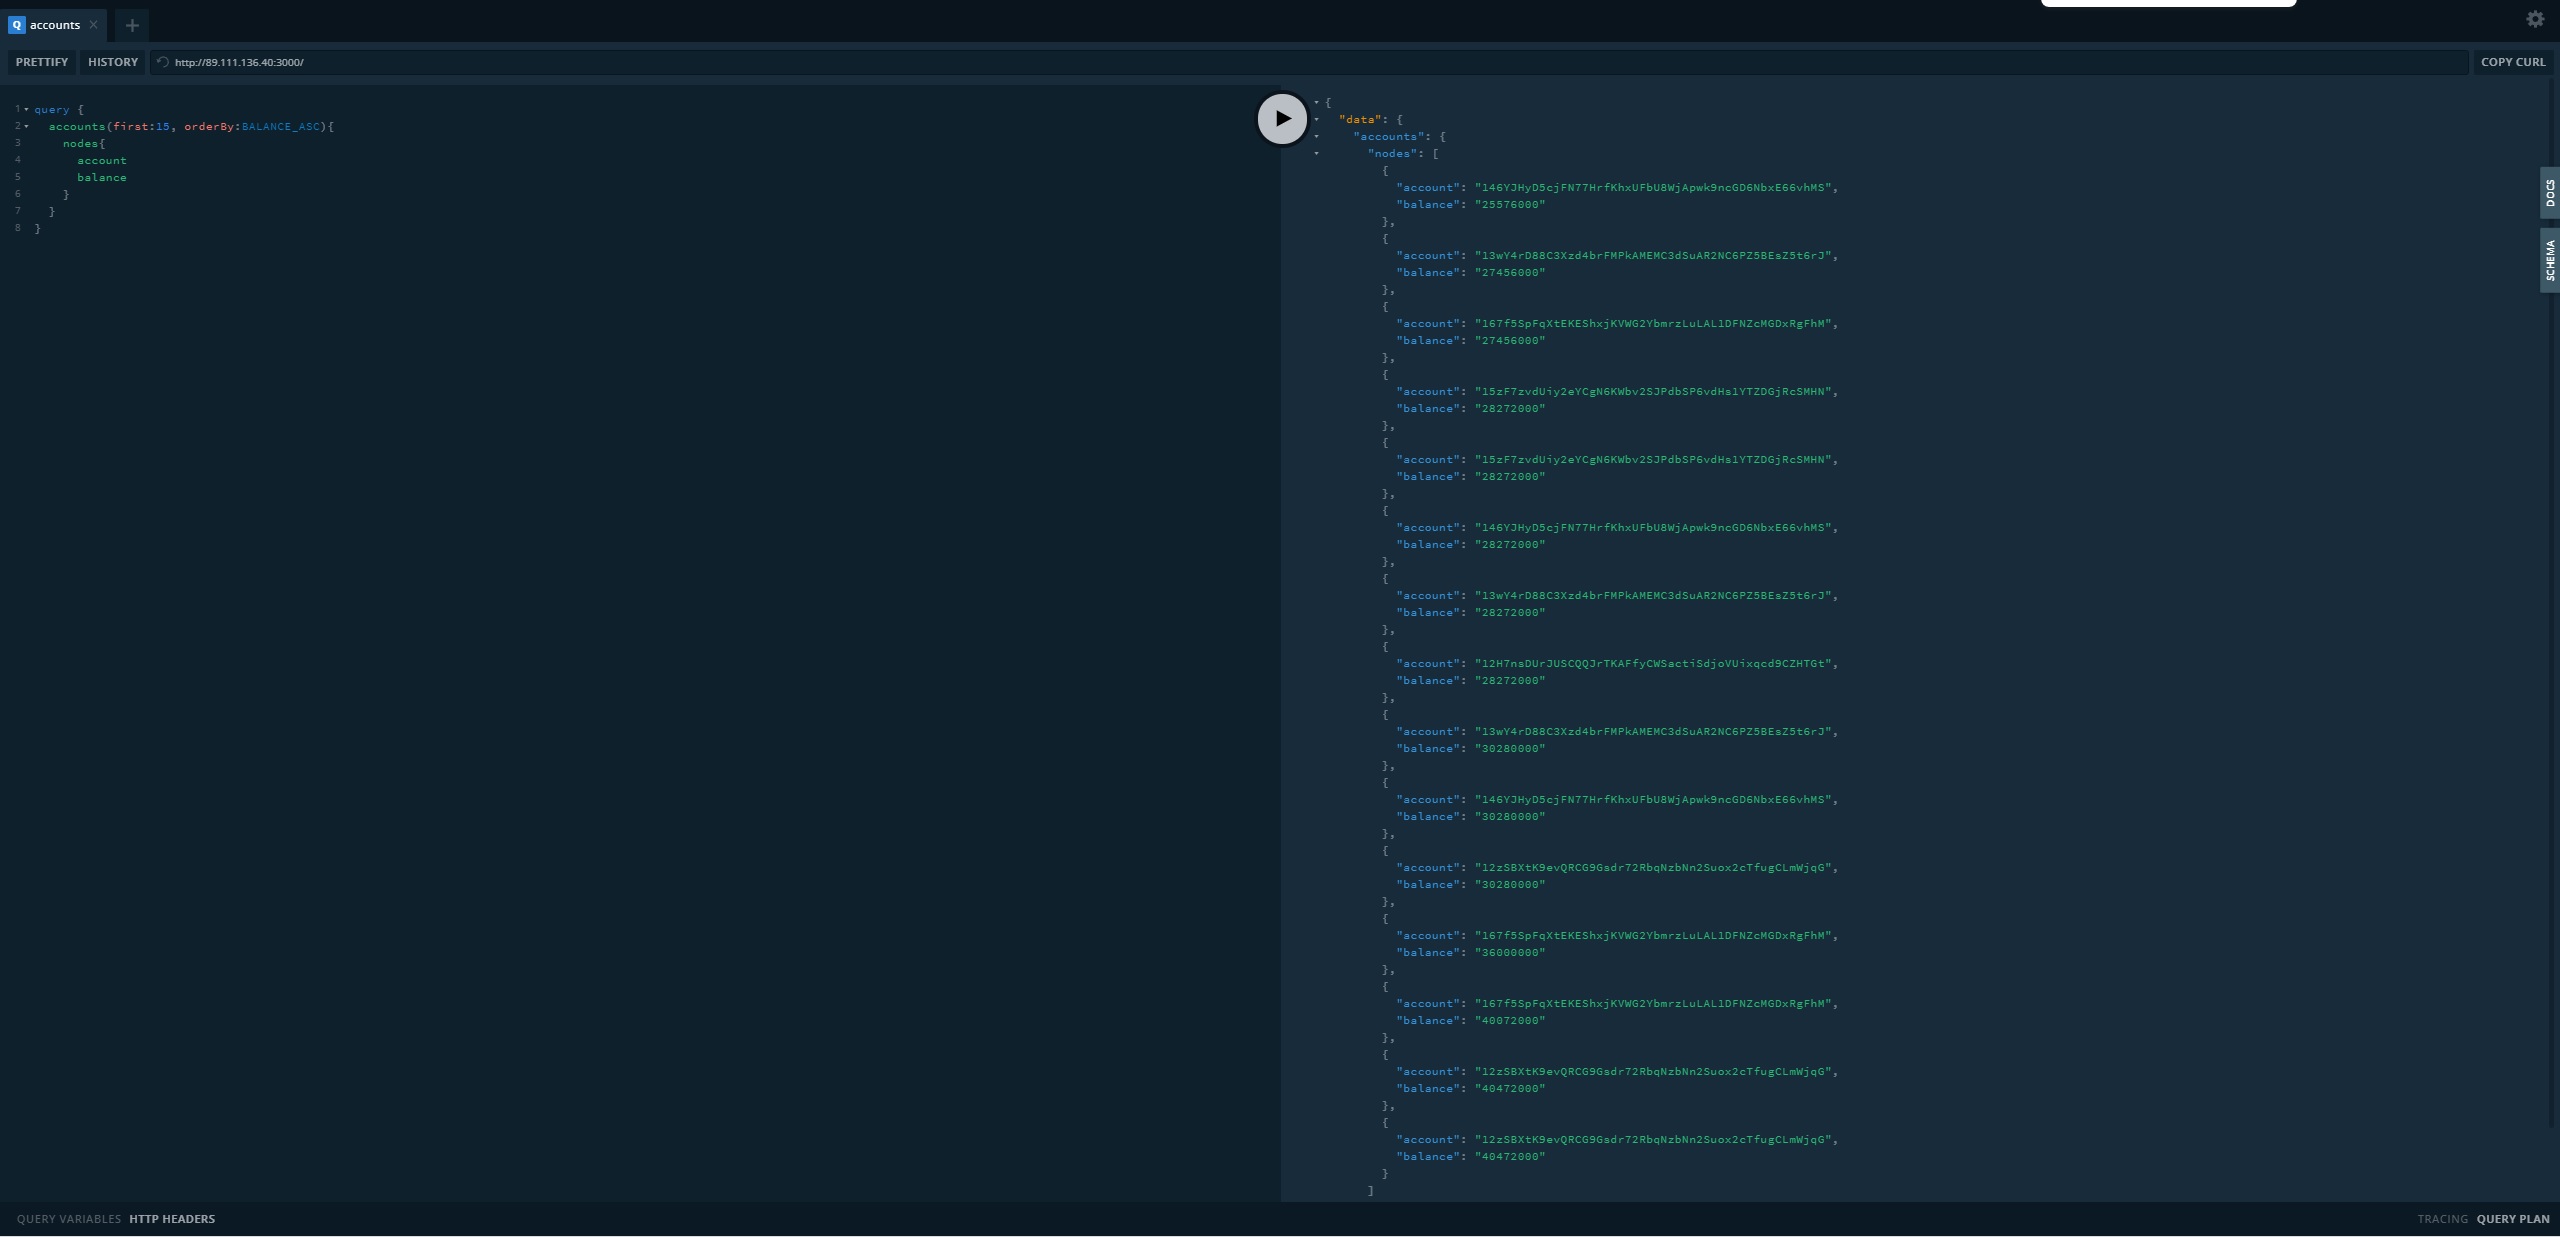 Q accounts × +
PRETTIFY HISTORY http://89.111.136.40:3000/ COPY CURL
1 query {
2 accounts(first:15, orderBy:BALANCE_ASC){
3 nodes{
4 account
5 balance
6 }
7 }
8 }
{
"data": {
"accounts": {
"nodes": [
{
"account": "146YJHyD5cjFN77HrfKhxUFbU8WjApwk9ncGD6NbxE66vhMS",
"balance": "25576000"
},
{
"account": "13wY4rD88C3Xzd4brFMPkAMEMC3dSuAR2NC6PZ5BEsZ5t6rJ",
"balance": "27456000"
},
{
"account": "167f5SpFqXtEKEShxjKVWG2YbmrzLuLAL1DFNZcMGDxRgFhM",
"balance": "27456000"
},
{
"account": "15zF7zvdUiy2eYCgN6KWbv2SJPdbSP6vdHs1YTZDGjRcSMHN",
"balance": "28272000"
},
{
"account": "15zF7zvdUiy2eYCgN6KWbv2SJPdbSP6vdHs1YTZDGjRcSMHN",
"balance": "28272000"
},
{
"account": "146YJHyD5cjFN77HrfKhxUFbU8WjApwk9ncGD6NbxE66vhMS",
"balance": "28272000"
},
{
"account": "13wY4rD88C3Xzd4brFMPkAMEMC3dSuAR2NC6PZ5BEsZ5t6rJ",
"balance": "28272000"
},
{
"account": "12H7nsDUrJUSCQQJrTKAFfyCWSactiSdjoVUixqcd9CZHTGt",
"balance": "28272000"
},
{
"account": "13wY4rD88C3Xzd4brFMPkAMEMC3dSuAR2NC6PZ5BEsZ5t6rJ",
"balance": "30280000"
},
{
"account": "146YJHyD5cjFN77HrfKhxUFbU8WjApwk9ncGD6NbxE66vhMS",
"balance": "30280000"
},
{
"account": "12zSBXtK9evQRCG9Gsdr72RbqNzbNn2Suox2cTfugCLmWjqG",
"balance": "30280000"
},
{
"account": "167f5SpFqXtEKEShxjKVWG2YbmrzLuLAL1DFNZcMGDxRgFhM",
"balance": "36000000"
},
{
"account": "167f5SpFqXtEKEShxjKVWG2YbmrzLuLAL1DFNZcMGDxRgFhM",
"balance": "40072000"
},
{
"account": "12zSBXtK9evQRCG9Gsdr72RbqNzbNn2Suox2cTfugCLmWjqG",
"balance": "40472000"
},
{
"account": "12zSBXtK9evQRCG9Gsdr72RbqNzbNn2Suox2cTfugCLmWjqG",
"balance": "40472000"
}
]
DOCS
SCHEMA
QUERY VARIABLES HTTP HEADERS
TRACING QUERY PLAN